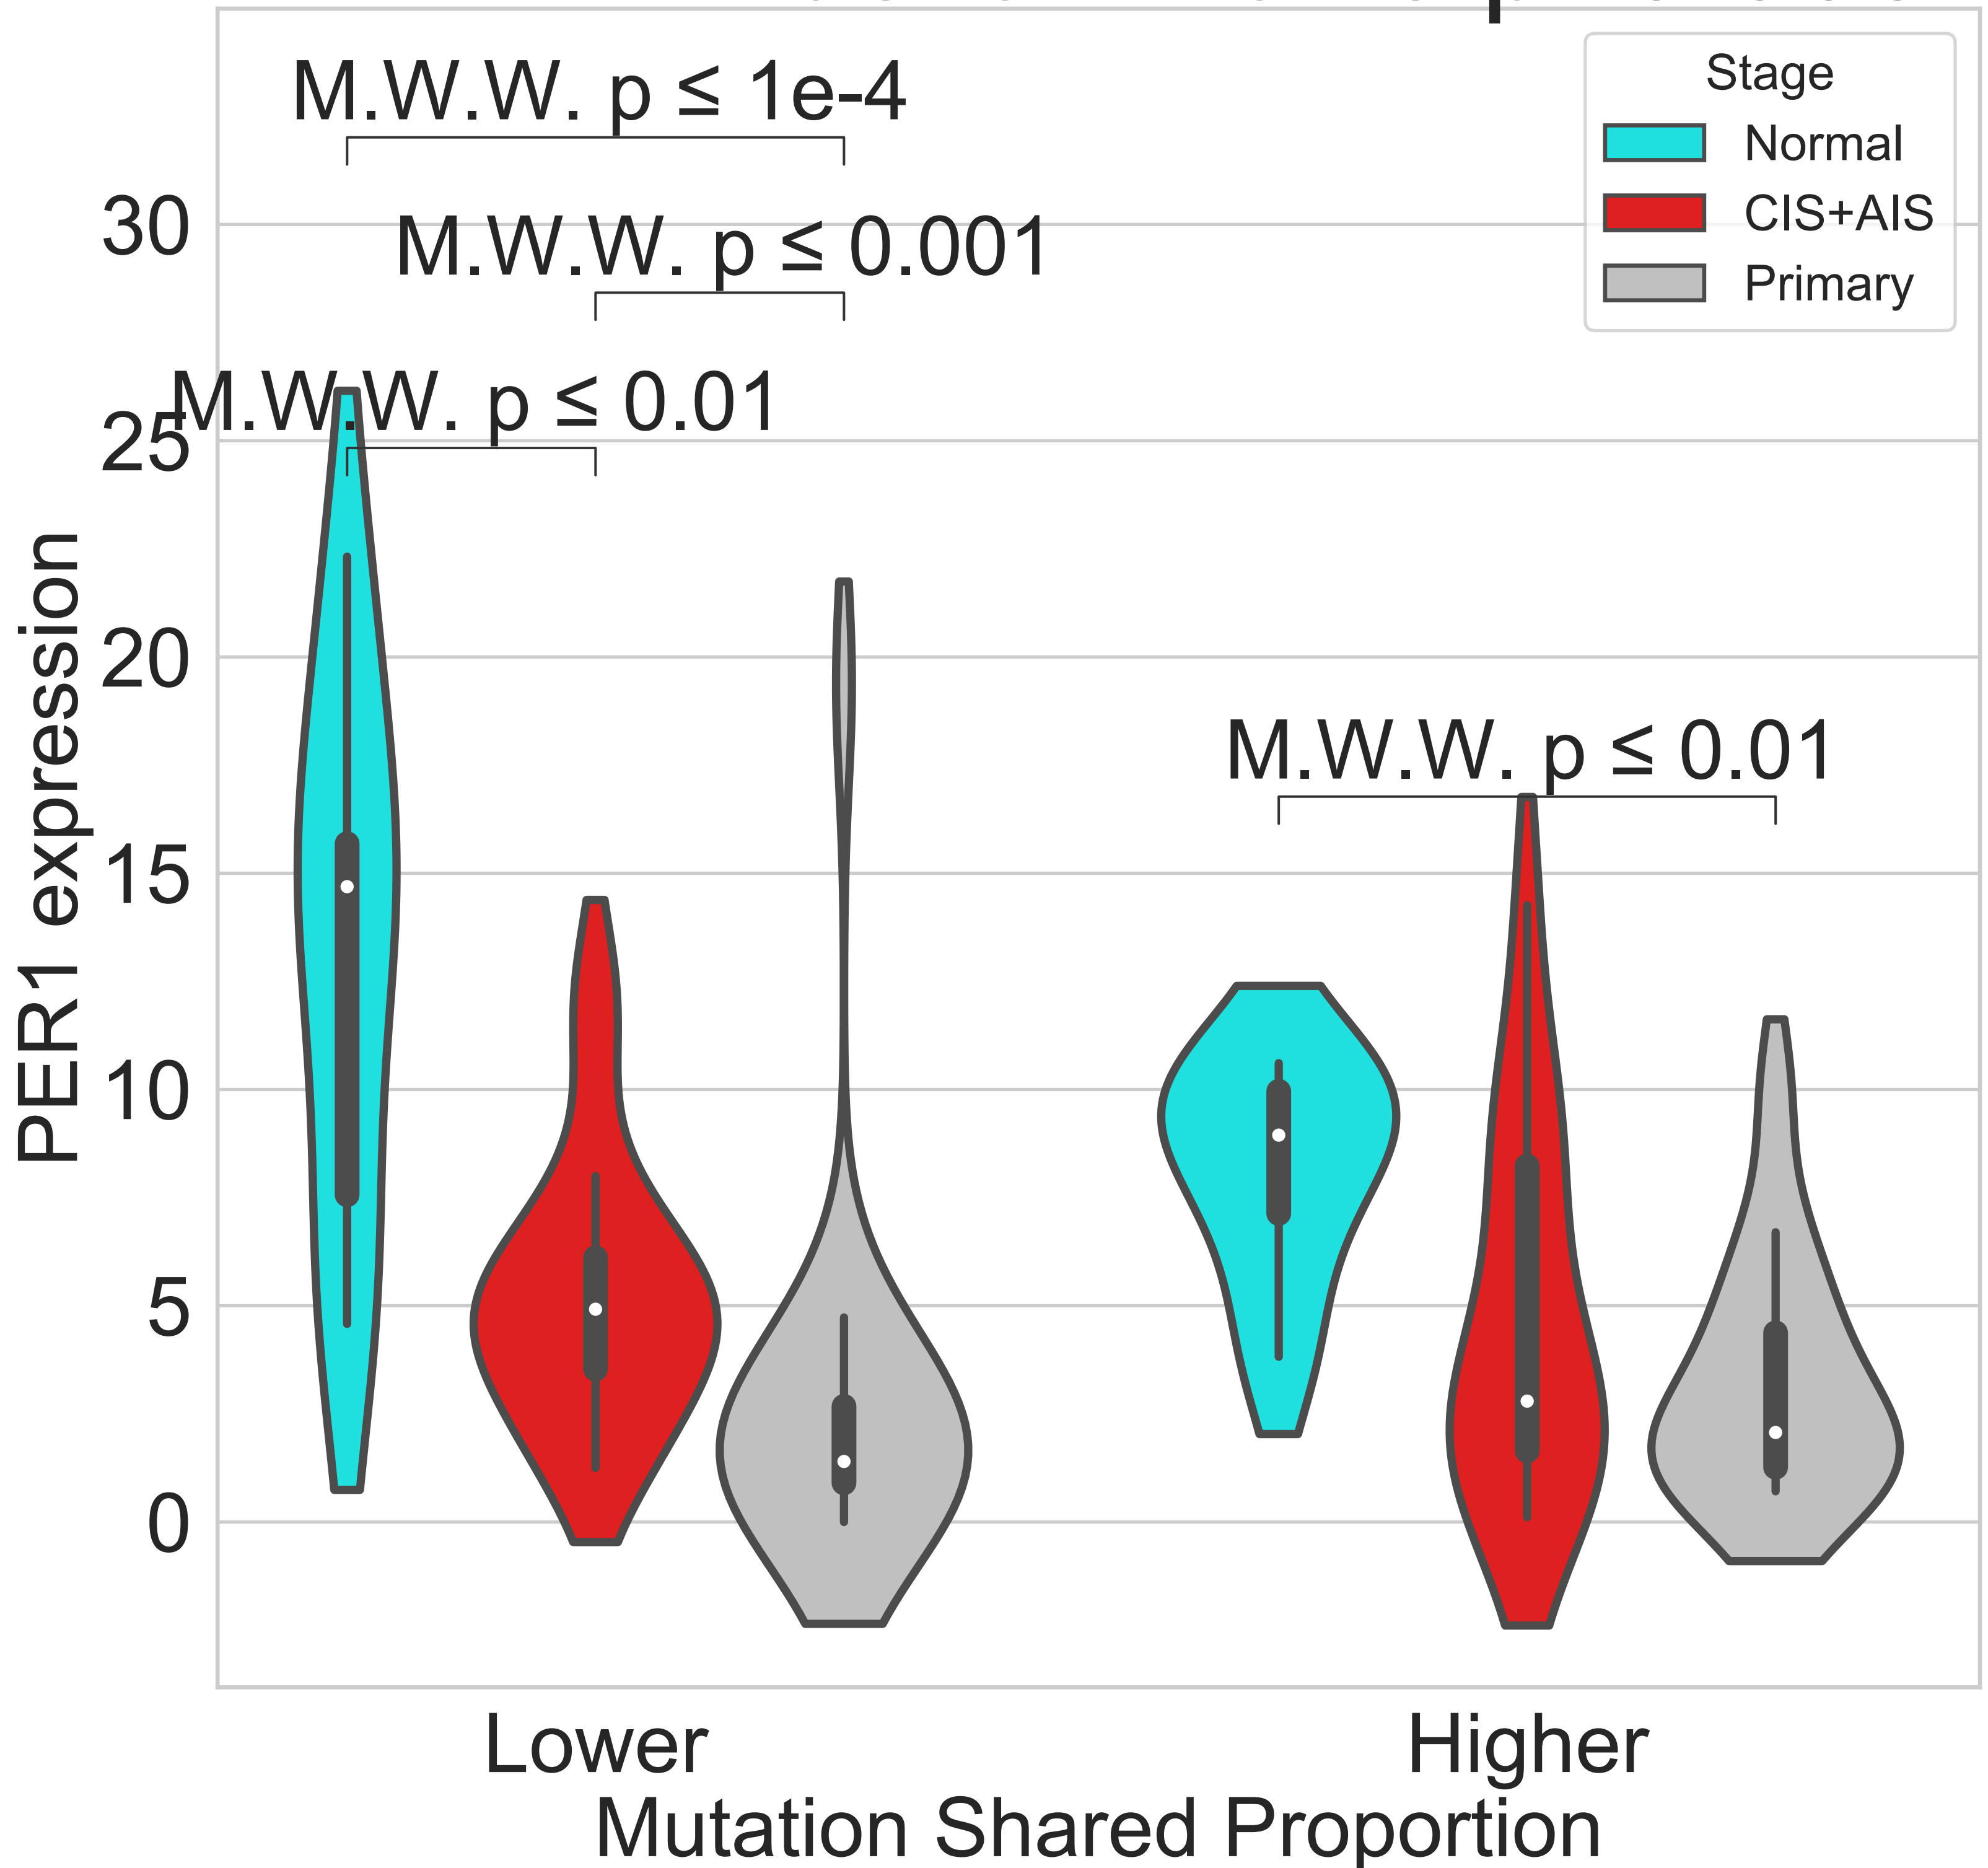 M.W.W. p ≤ 1e-4
Stage
Normal
CIS+AIS
Primary
30
M.W.W. p ≤ 0.001
M.W.W. p ≤ 0.01
25
20
M.W.W. p ≤ 0.01
15
10
5
0
PER1 expression
Lower
Higher
Mutation Shared Proportion